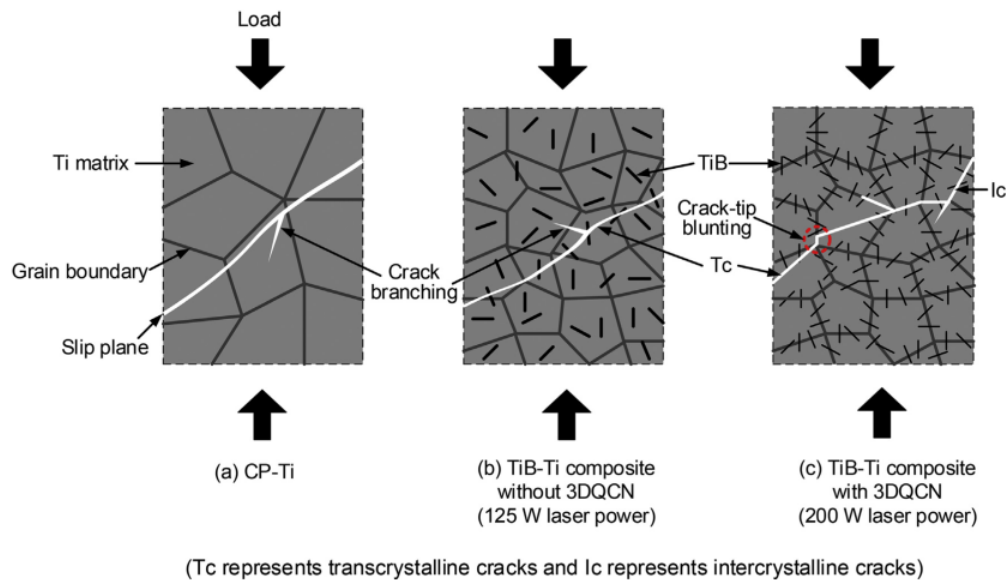 Load
Ti matrix
Grain boundary
Slip plane
Crack
branching
TiB
Crack-tip
blunting
Tc
Ic
(a) CP-Ti
(b) TiB-Ti composite
without 3DQCN
(125 W laser power)
(c) TiB-Ti composite
with 3DQCN
(200 W laser power)
(Tc represents transcrystalline cracks and Ic represents intercrystalline cracks)